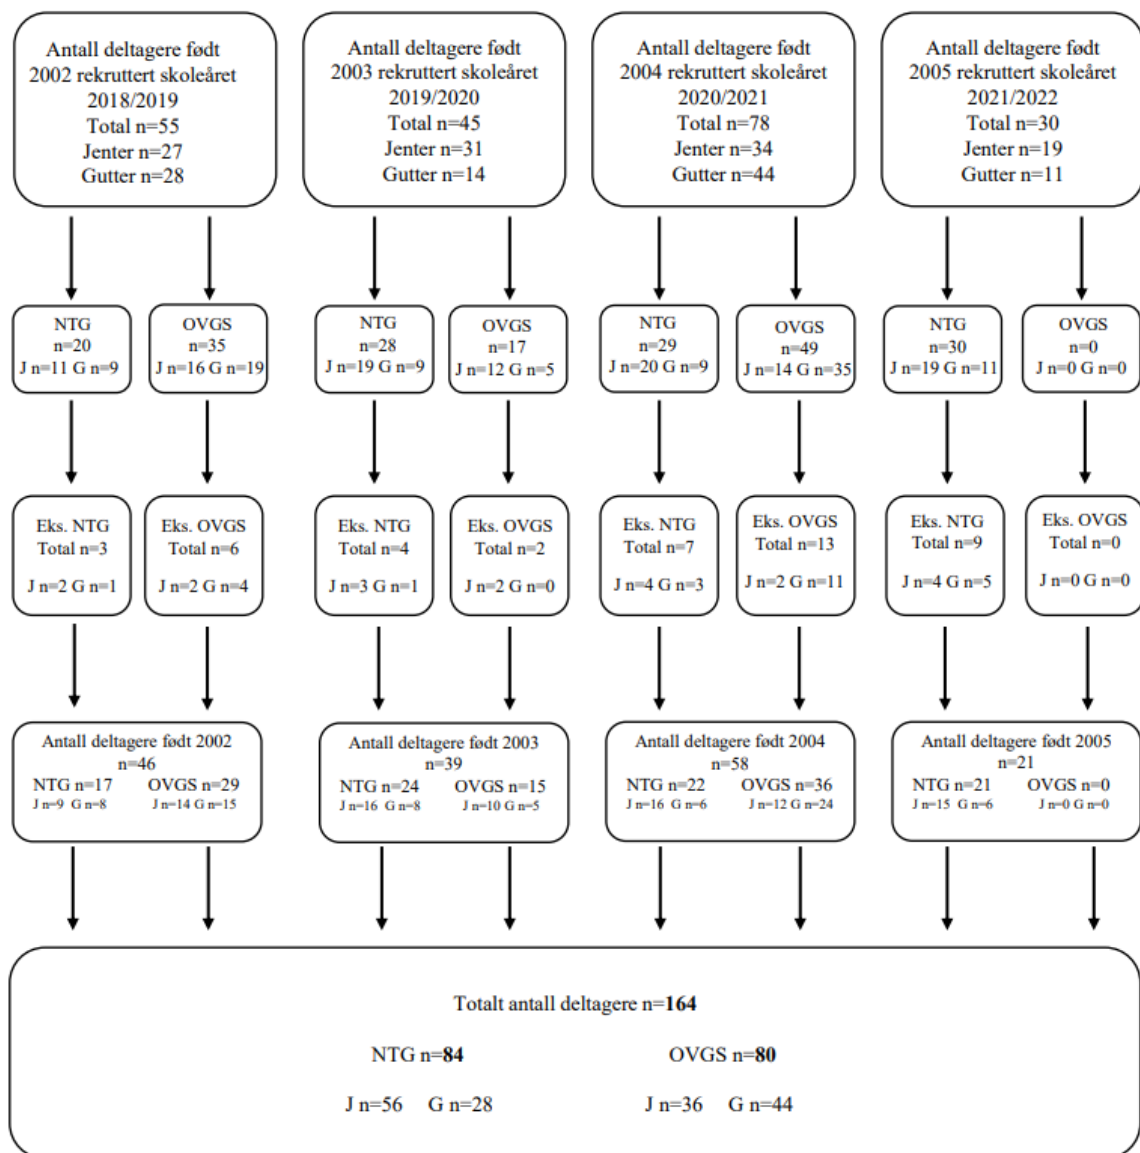 Antall deltagere født
2002 rekruttert skoleåret
2018/2019
Total n=55
Jenter n=27
Gutter n=28
Antall deltagere født
2003 rekruttert skoleåret
2019/2020
Total n=45
Jenter n=31
Gutter n=14
Antall deltagere født
2004 rekruttert skoleåret
2020/2021
Total n=78
Jenter n=34
Gutter n=44
Antall deltagere født
2005 rekruttert skoleåret
2021/2022
Total n=30
Jenter n=19
Gutter n=11
NTG
n=20
J n=11 G n=9
OVGS
n=35
J n=16 G n=19
NTG
n=28
J n=19 G n=9
OVGS
n=17
J n=12 G n=5
NTG
n=29
J n=20 G n=9
OVGS
n=49
J n=14 G n=35
NTG
n=30
J n=19 G n=11
OVGS
n=0
J n=0 G n=0
Eks. NTG
Total n=3
J n=2 G n=1
Eks. OVGS
Total n=6
J n=2 G n=4
Eks. NTG
Total n=4
J n=3 G n=1
Eks. OVGS
Total n=2
J n=2 G n=0
Eks. NTG
Total n=7
J n=4 G n=3
Eks. OVGS
Total n=13
J n=2 G n=11
Eks. NTG
Total n=9
J n=4 G n=5
Eks. OVGS
Total n=0
J n=0 G n=0
Antall deltagere født 2002
n=46
NTG n=17 OVGS n=29
J n=9 G n=8 J n=14 G n=15
Antall deltagere født 2003
n=39
NTG n=24 OVGS n=15
J n=16 G n=8 J n=10 G n=5
Antall deltagere født 2004
n=58
NTG n=22 OVGS n=36
J n=16 G n=6 J n=12 G n=24
Antall deltagere født 2005
n=21
NTG n=21 OVGS n=0
J n=15 G n=6 J n=0 G n=0
Totalt antall deltagere n=164
NTG n=84 OVGS n=80
J n=56 G n=28 J n=36 G n=44